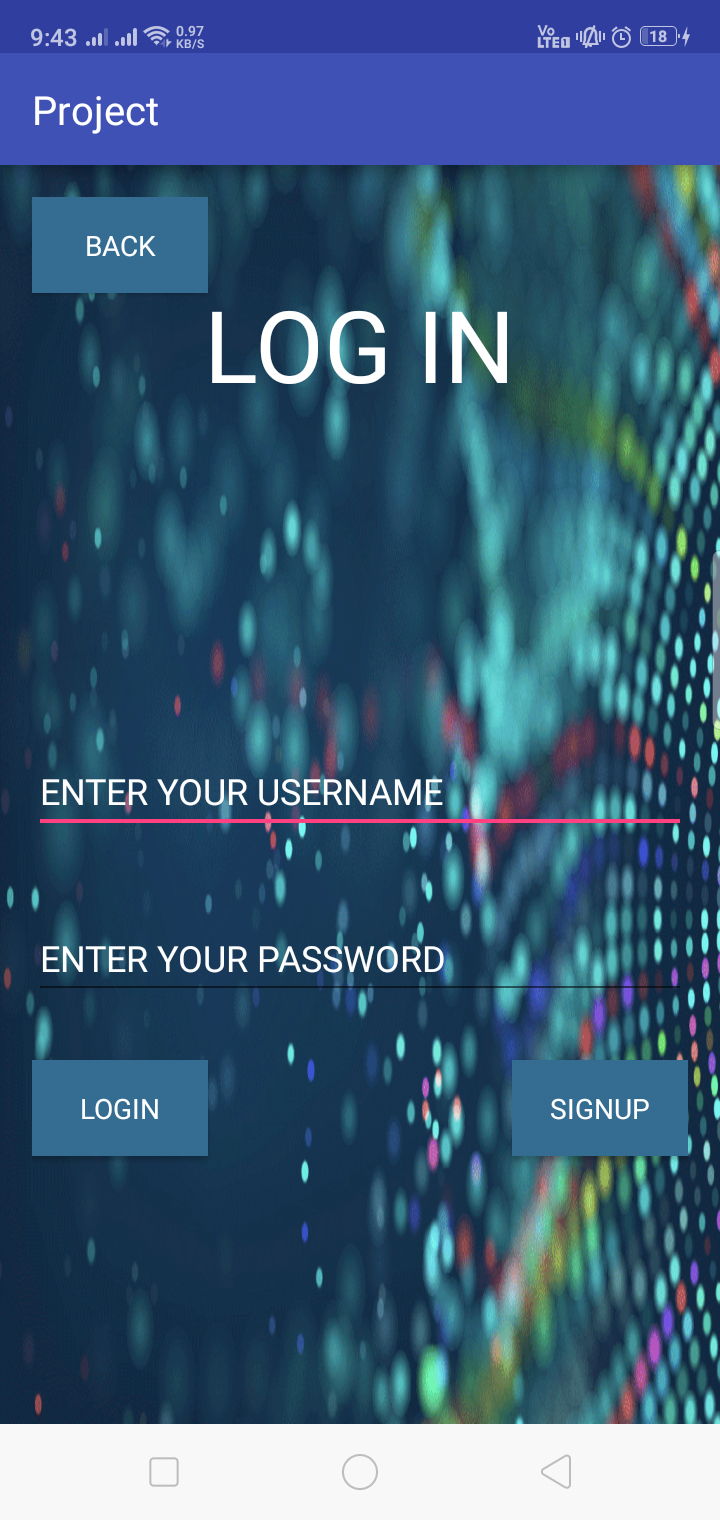 9:43 0.97 KB/S Vo LTE 18
Project
BACK
LOG IN
ENTER YOUR USERNAME
ENTER YOUR PASSWORD
LOGIN SIGNUP